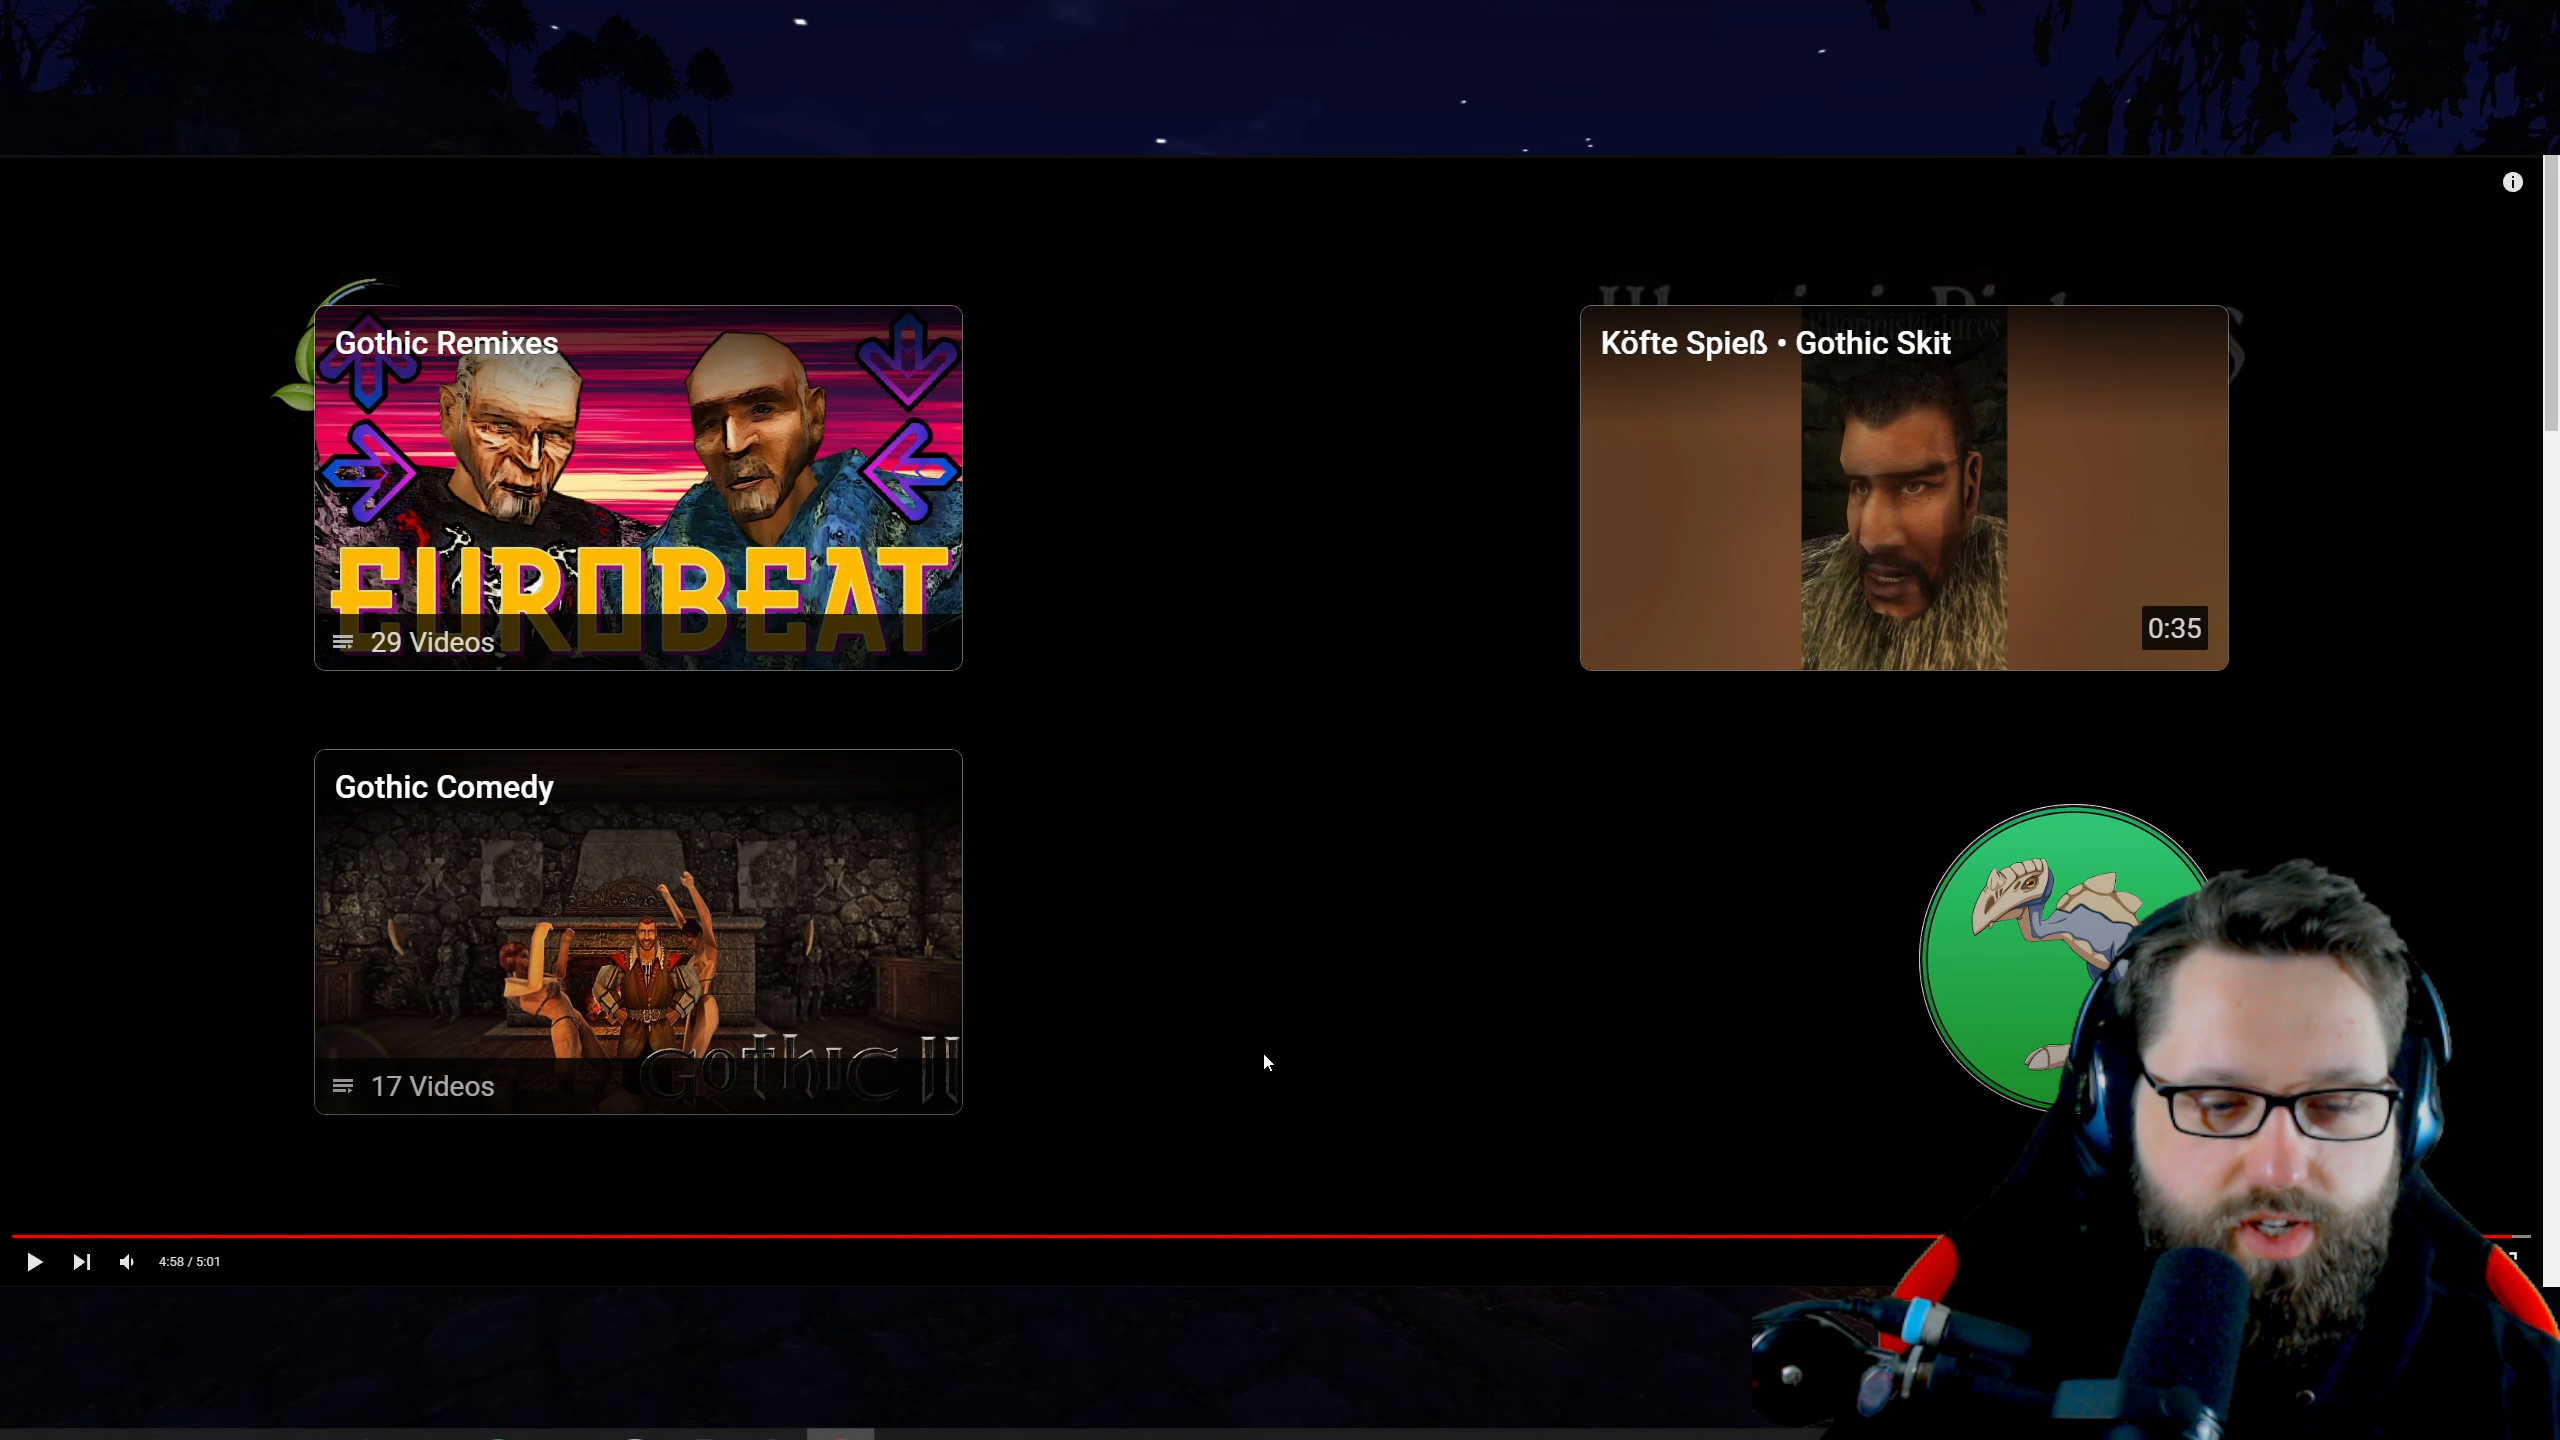 Gothic Remixes
EUROBEAT
29 Videos
Köfte Spieß • Gothic Skit
0:35
Gothic Comedy
Gothic II
17 Videos
4:58 / 5:01